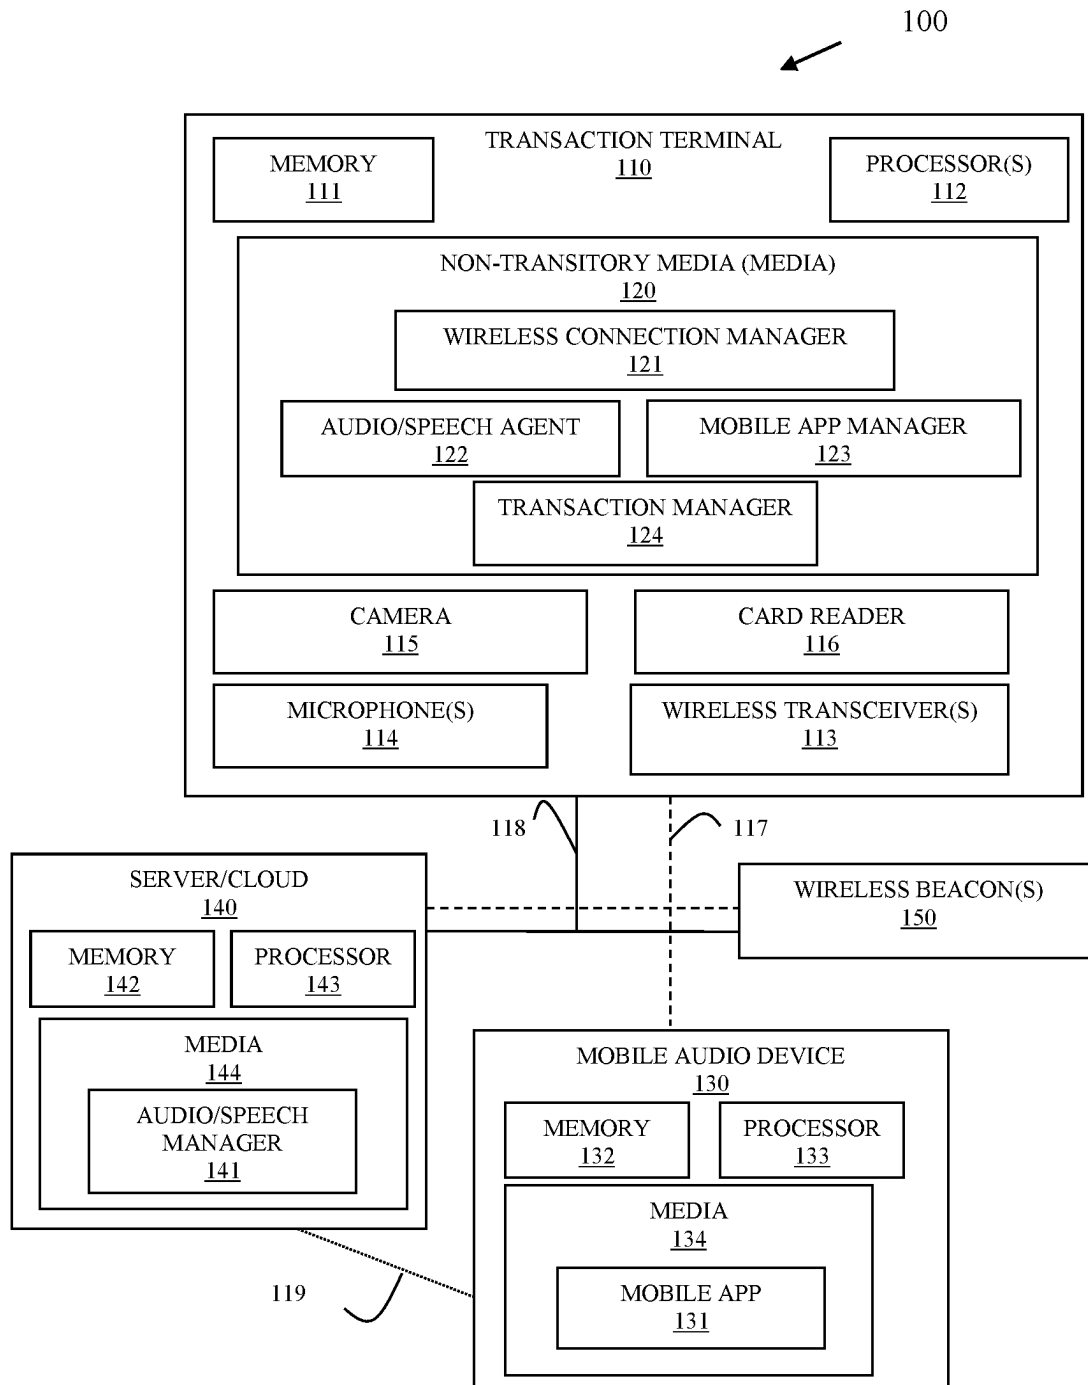 100
TRANSACTION TERMINAL
110
MEMORY
111
PROCESSOR(S)
112
NON-TRANSITORY MEDIA (MEDIA)
120
WIRELESS CONNECTION MANAGER
121
AUDIO/SPEECH AGENT
122
MOBILE APP MANAGER
123
TRANSACTION MANAGER
124
CAMERA
115
CARD READER
116
MICROPHONE(S)
114
WIRELESS TRANSCEIVER(S)
113
118
117
SERVER/CLOUD
140
MEMORY
142
PROCESSOR
143
MEDIA
144
AUDIO/SPEECH
MANAGER
141
WIRELESS BEACON(S)
150
MOBILE AUDIO DEVICE
130
MEMORY
132
PROCESSOR
133
MEDIA
134
MOBILE APP
131
119